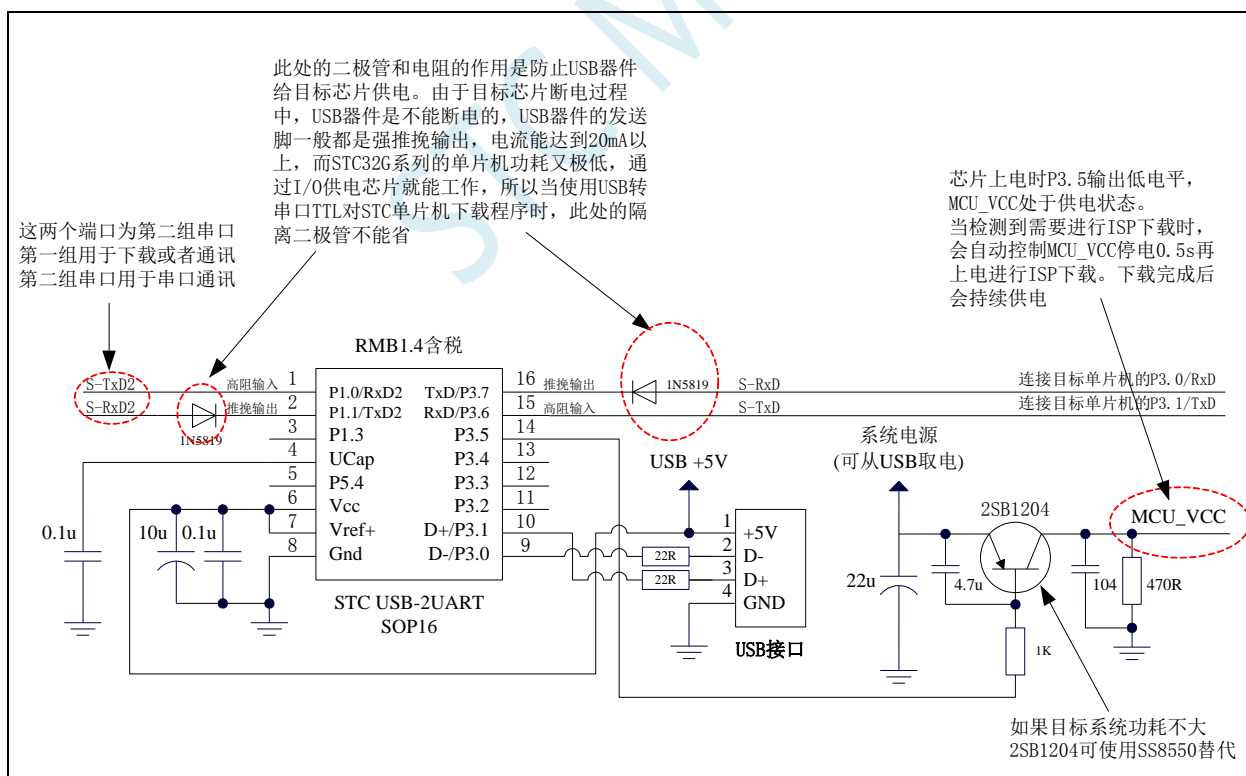 STC M
此处的二极管和电阻的作用是防止USB器件
给目标芯片供电。由于目标芯片断电过程
中，USB器件是不能断电的，USB器件的发送
脚一般都是强推挽输出，电流能达到20mA以
上，而STC32G系列的单片机功耗又极低，通
过I/O供电芯片就能工作，所以当使用USB转
串口TTL对STC单片机下载程序时，此处的隔
离二极管不能省
芯片上电时P3.5输出低电平，
MCU_VCC处于供电状态。
当检测到需要进行ISP下载时，
会自动控制MCU_VCC停电0.5s再
上电进行ISP下载。下载完成后
会持续供电
这两个端口为第二组串口
第一组用于下载或者通讯
第二组串口用于串口通讯
RMB1.4含税
S-TxD2 高阻输入 1 P1.0/RxD2 TxD/P3.7 16 推挽输出 1N5819 S-RxD 连接目标单片机的P3.0/RxD
S-RxD2 推挽输出 2 P1.1/TxD2 RxD/P3.6 15 高阻输入 S-TxD 连接目标单片机的P3.1/TxD
1N5819 3 P1.3 P3.5 14
4 UCap P3.4 13
5 P5.4 P3.3 12
6 Vcc P3.2 11
7 Vref+ D+/P3.1 10
8 Gnd D-/P3.0 9
0.1u 10u 0.1u
STC USB-2UART
SOP16
USB +5V
22R
22R
1 +5V
2 D-
3 D+
4 GND
USB接口
系统电源
(可从USB取电)
2SB1204
MCU_VCC
22u 4.7u 104 470R
1K
如果目标系统功耗不大
2SB1204可使用SS8550替代